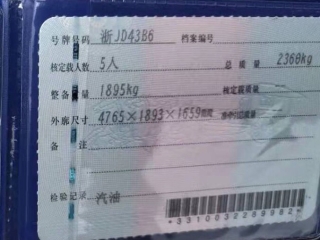 号牌号码 浙JD43B6 档案编号
核定载人数 5人 总质量 2360kg
整备质量 1895kg 核定载质量
外廓尺寸 4765×1893×1659mm
备注
检验记录 汽油
*3310032289982*